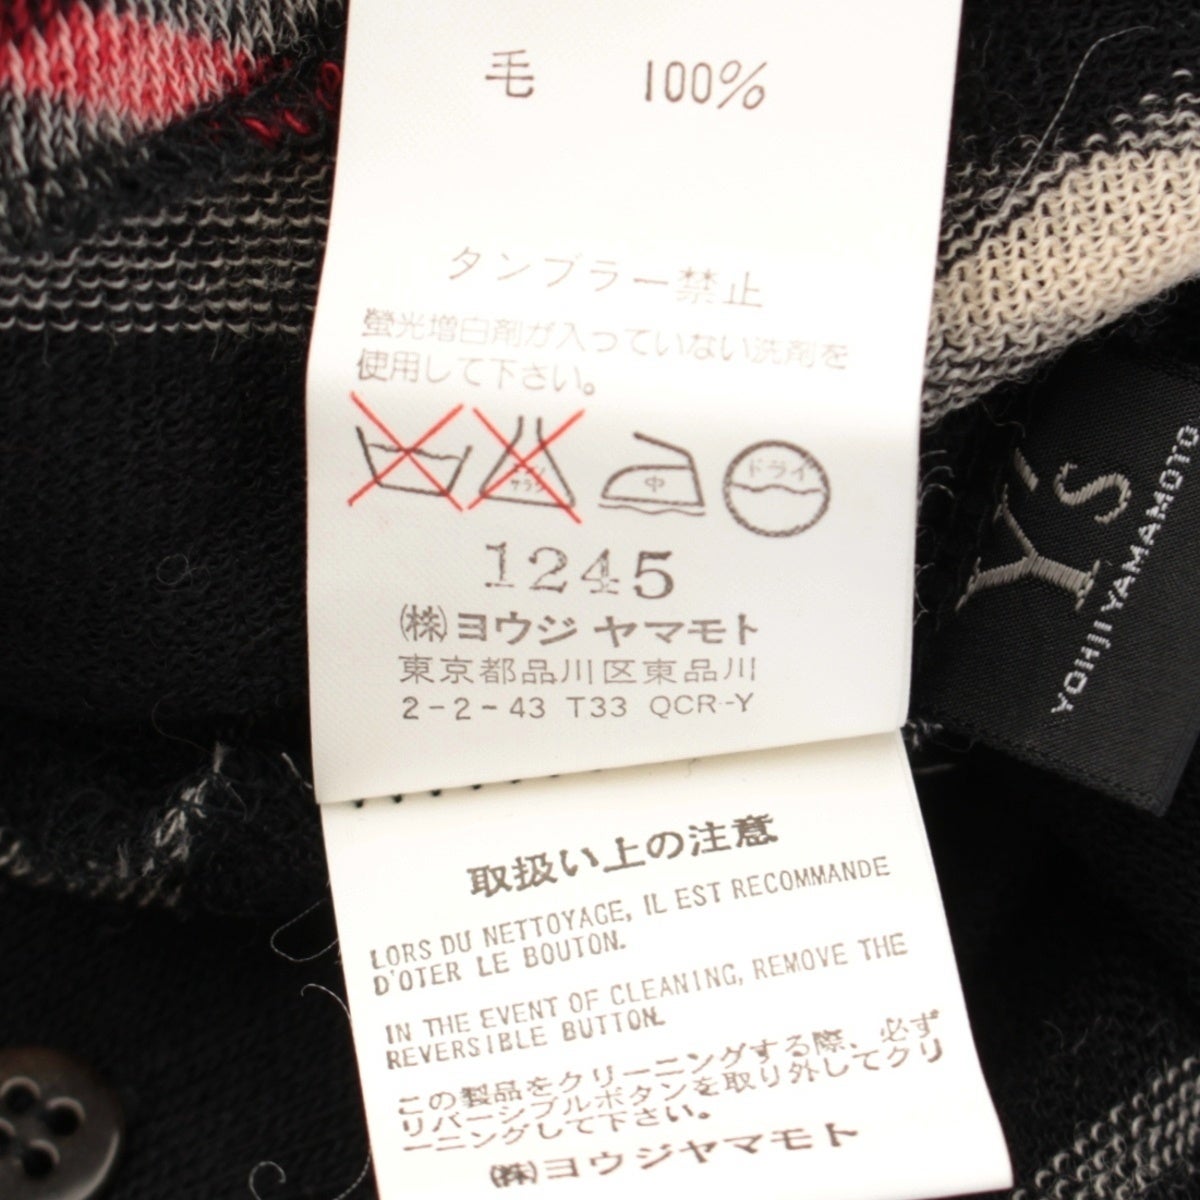 毛 100%
タンブラー禁止
螢光増白剤が入っていない洗剤を
使用して下さい。
エンソ
サラシ
中
ドライ
1245
㈱ヨウジ ヤマモト
東京都品川区東品川
2-2-43 T33 QCR-Y
Y's
YOHJI YAMAMOTO
取扱い上の注意
LORS DU NETTOYAGE, IL EST RECOMMANDE
D'OTER LE BOUTON.
IN THE EVENT OF CLEANING, REMOVE THE
REVERSIBLE BUTTON.
この製品をクリーニングする際、必ず
リバーシブルボタンを取り外してクリ
ーニングして下さい。
㈱ヨウジヤマモト